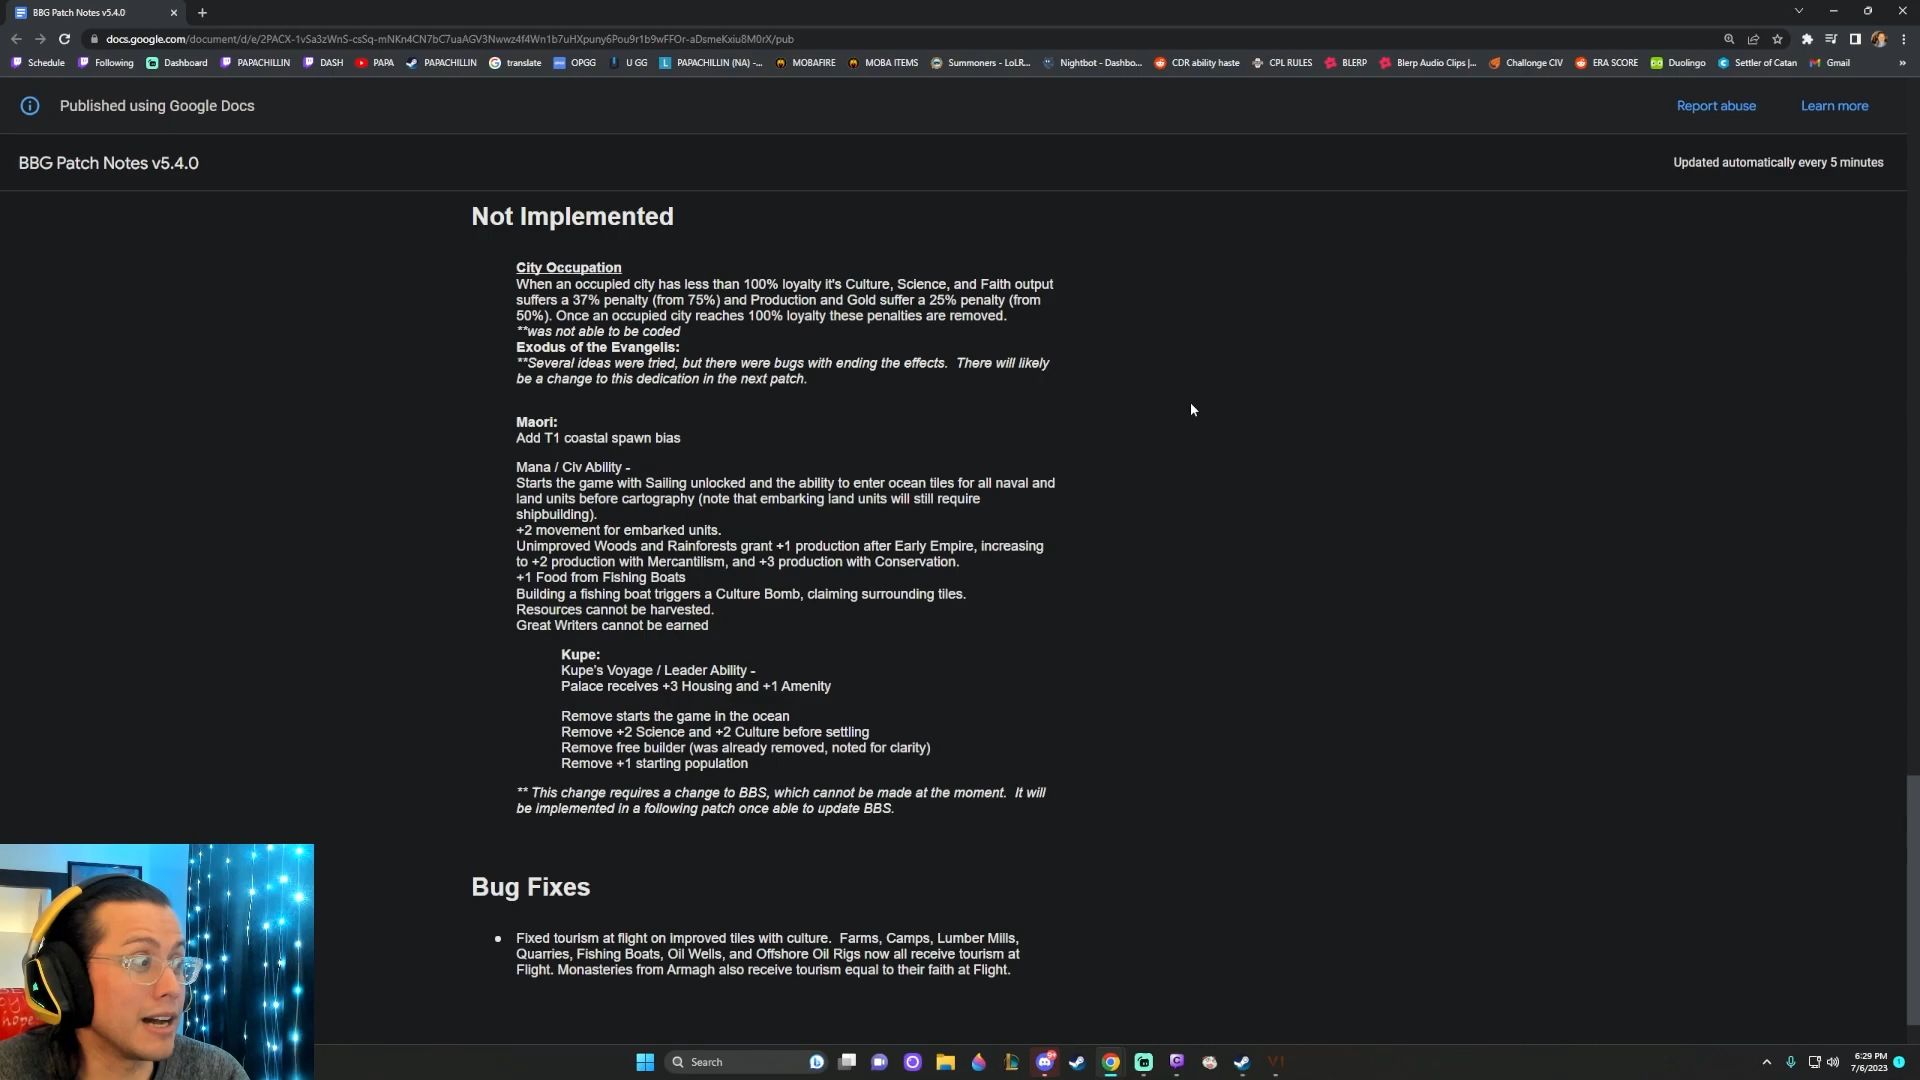 BBG Patch Notes v5.4.0
docs.google.com/document/d/e/2PACX-1vSa3zWnS-csSq-mNKn4CN7bC7uaAGV3Nwwz4f4Wn1b7uHXpuny6Pou9r1b9wFFOr-aDsmeKxiu8M0rX/pub
Schedule Following Dashboard PAPACHILLIN DASH PAPA PAPACHILLIN translate OPGG U GG PAPACHILLIN (NA) -... MOBAFIRE MOBA ITEMS Summoners - LoLR... Nightbot - Dashbo... CDR ability haste CPL RULES BLERP Blerp Audio Clips |... Challonge CIV ERA SCORE Duolingo Settler of Catan Gmail »
Published using Google Docs Report abuse Learn more
BBG Patch Notes v5.4.0 Updated automatically every 5 minutes
Not Implemented
City Occupation
When an occupied city has less than 100% loyalty it's Culture, Science, and Faith output
suffers a 37% penalty (from 75%) and Production and Gold suffer a 25% penalty (from
50%). Once an occupied city reaches 100% loyalty these penalties are removed.
**was not able to be coded
Exodus of the Evangelis:
**Several ideas were tried, but there were bugs with ending the effects. There will likely
be a change to this dedication in the next patch.
Maori:
Add T1 coastal spawn bias
Mana / Civ Ability -
Starts the game with Sailing unlocked and the ability to enter ocean tiles for all naval and
land units before cartography (note that embarking land units will still require
shipbuilding).
+2 movement for embarked units.
Unimproved Woods and Rainforests grant +1 production after Early Empire, increasing
to +2 production with Mercantilism, and +3 production with Conservation.
+1 Food from Fishing Boats
Building a fishing boat triggers a Culture Bomb, claiming surrounding tiles.
Resources cannot be harvested.
Great Writers cannot be earned
Kupe:
Kupe's Voyage / Leader Ability -
Palace receives +3 Housing and +1 Amenity
Remove starts the game in the ocean
Remove +2 Science and +2 Culture before settling
Remove free builder (was already removed, noted for clarity)
Remove +1 starting population
** This change requires a change to BBS, which cannot be made at the moment. It will
be implemented in a following patch once able to update BBS.
Bug Fixes
• Fixed tourism at flight on improved tiles with culture. Farms, Camps, Lumber Mills,
Quarries, Fishing Boats, Oil Wells, and Offshore Oil Rigs now all receive tourism at
Flight. Monasteries from Armagh also receive tourism equal to their faith at Flight.
hope
Search
6:29 PM
7/6/2023